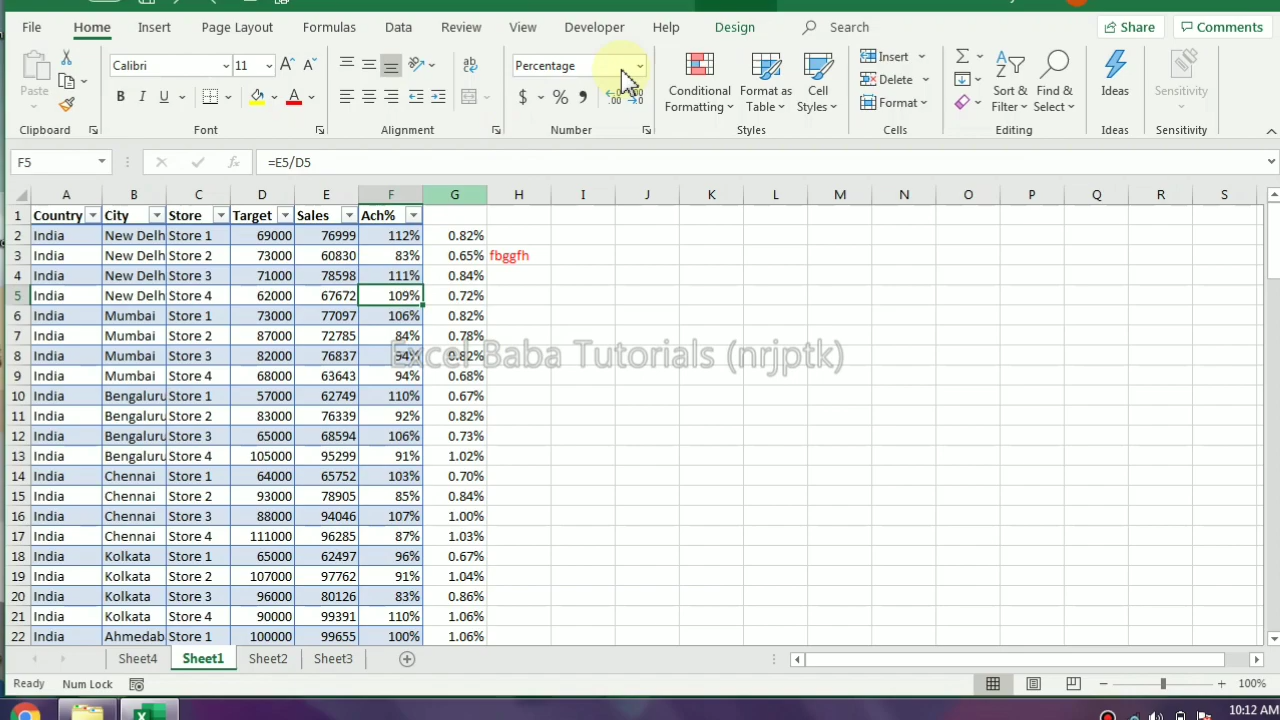 File Home Insert Page Layout Formulas Data Review View Developer Help Design Search Share Comments
Paste Calibri 11 Percentage Conditional Formatting Format as Table Cell Styles Insert Delete Format Sort & Filter Find & Select Ideas Sensitivity
Clipboard Font Alignment Number Styles Cells Editing Ideas Sensitivity
F5 =E5/D5
A B C D E F G H I J K L M N O P Q R S
1 Country City Store Target Sales Ach%
2 India New Delh Store 1 69000 76999 112% 0.82%
3 India New Delh Store 2 73000 60830 83% 0.65% fbggfh
4 India New Delh Store 3 71000 78598 111% 0.84%
5 India New Delh Store 4 62000 67672 109% 0.72%
6 India Mumbai Store 1 73000 77097 106% 0.82%
7 India Mumbai Store 2 87000 72785 84% 0.78%
8 India Mumbai Store 3 82000 76837 94% 0.82%
Excel Baba Tutorials (nrjptk)
9 India Mumbai Store 4 68000 63643 94% 0.68%
10 India Bengaluru Store 1 57000 62749 110% 0.67%
11 India Bengaluru Store 2 83000 76339 92% 0.82%
12 India Bengaluru Store 3 65000 68594 106% 0.73%
13 India Bengaluru Store 4 105000 95299 91% 1.02%
14 India Chennai Store 1 64000 65752 103% 0.70%
15 India Chennai Store 2 93000 78905 85% 0.84%
16 India Chennai Store 3 88000 94046 107% 1.00%
17 India Chennai Store 4 111000 96285 87% 1.03%
18 India Kolkata Store 1 65000 62497 96% 0.67%
19 India Kolkata Store 2 107000 97762 91% 1.04%
20 India Kolkata Store 3 96000 80126 83% 0.86%
21 India Kolkata Store 4 90000 99391 110% 1.06%
22 India Ahmedab Store 1 100000 99655 100% 1.06%
Sheet4 Sheet1 Sheet2 Sheet3
Ready Num Lock 100%
10:12 AM